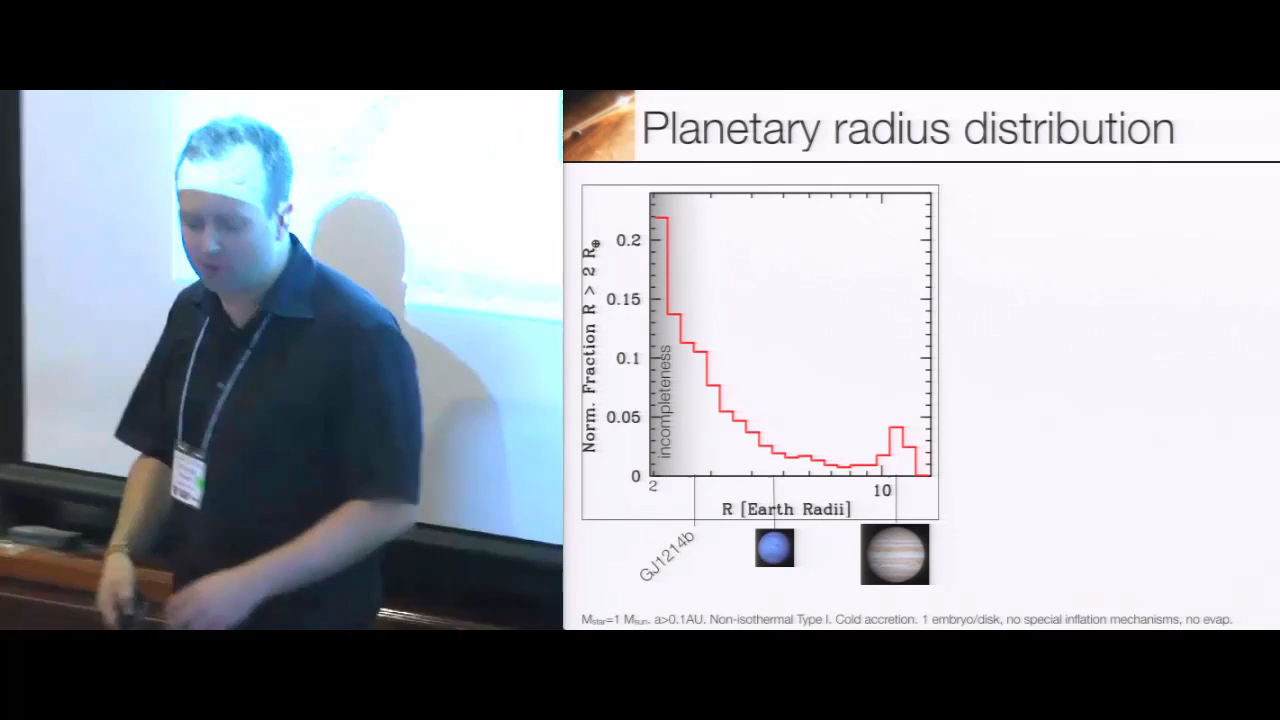 Planetary radius distribution
Norm. Fraction R > 2 R⊕
0.2
0.15
0.1
0.05
0
incompleteness
2
10
R [Earth Radii]
GJ1214b
Mstar=1 Msun, a>0.1AU. Non-isothermal Type I. Cold accretion. 1 embryo/disk, no special inflation mechanisms, no evap.